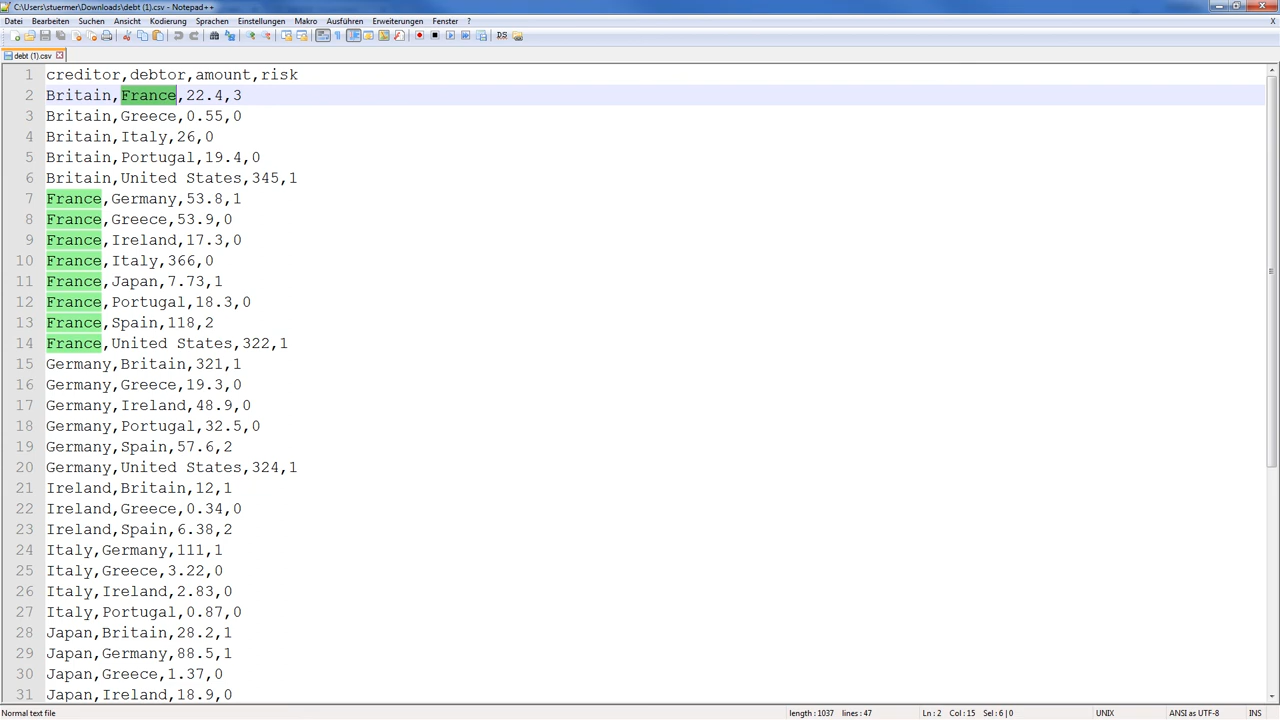 C:\Users\stuermer\Downloads\debt (1).csv - Notepad++
Datei Bearbeiten Suchen Ansicht Kodierung Sprachen Einstellungen Makro Ausführen Erweiterungen Fenster ? X
debt (1).csv
1 creditor,debtor,amount,risk
2 Britain,France,22.4,3
3 Britain,Greece,0.55,0
4 Britain,Italy,26,0
5 Britain,Portugal,19.4,0
6 Britain,United States,345,1
7 France,Germany,53.8,1
8 France,Greece,53.9,0
9 France,Ireland,17.3,0
10 France,Italy,366,0
11 France,Japan,7.73,1
12 France,Portugal,18.3,0
13 France,Spain,118,2
14 France,United States,322,1
15 Germany,Britain,321,1
16 Germany,Greece,19.3,0
17 Germany,Ireland,48.9,0
18 Germany,Portugal,32.5,0
19 Germany,Spain,57.6,2
20 Germany,United States,324,1
21 Ireland,Britain,12,1
22 Ireland,Greece,0.34,0
23 Ireland,Spain,6.38,2
24 Italy,Germany,111,1
25 Italy,Greece,3.22,0
26 Italy,Ireland,2.83,0
27 Italy,Portugal,0.87,0
28 Japan,Britain,28.2,1
29 Japan,Germany,88.5,1
30 Japan,Greece,1.37,0
31 Japan,Ireland,18.9,0
Normal text file length : 1037 lines : 47 Ln : 2 Col : 15 Sel : 6 | 0 UNIX ANSI as UTF-8 INS